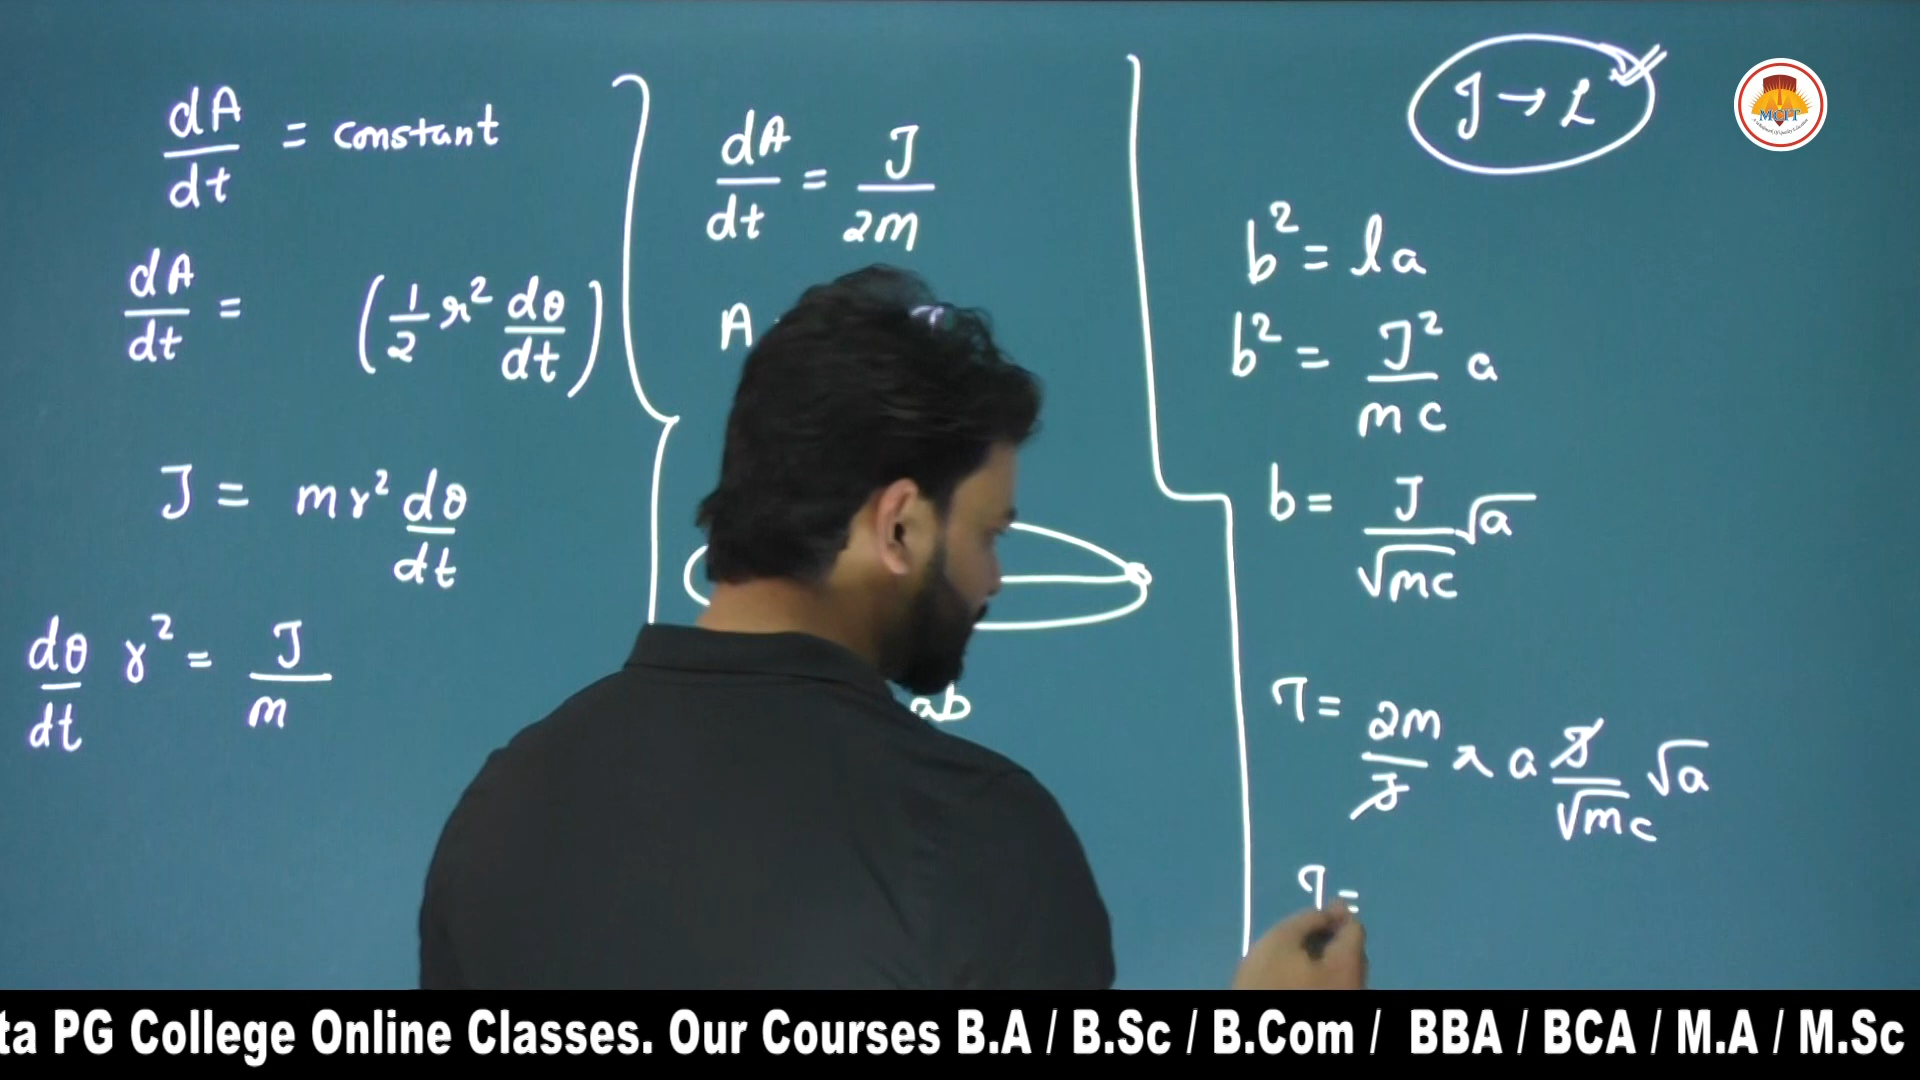 dA/dt = constant
dA/dt = (1/2 r² dθ/dt)
J = mr² dθ/dt
dθ/dt r² = J/m
dA/dt = J/2m
A
ab
J → L
b² = la
b² = J²/mc a
b = J/√mc √a
T = 2m/J π a J/√mc √a
T =
MCPT
ta PG College Online Classes. Our Courses B.A / B.Sc / B.Com / BBA / BCA / M.A / M.Sc